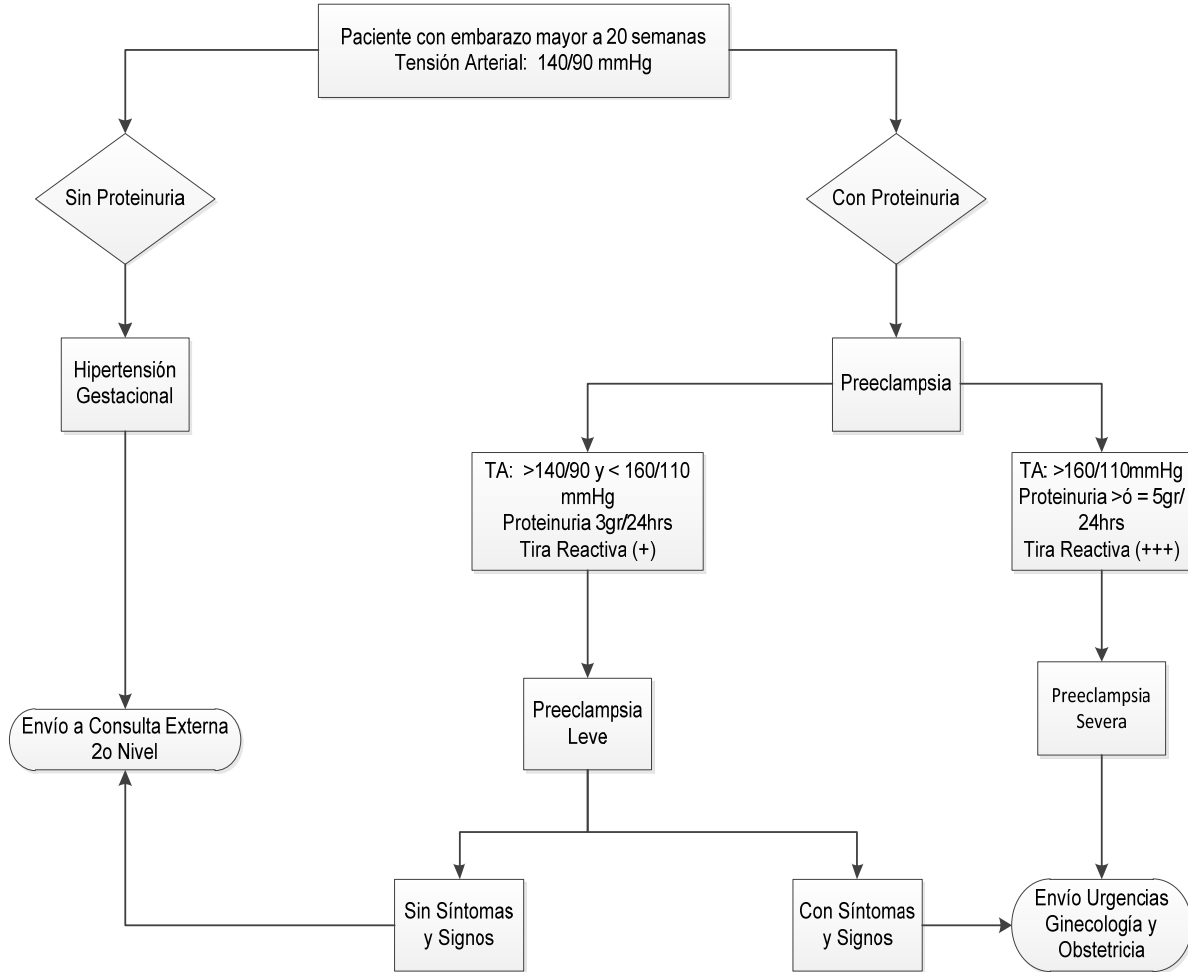 Paciente con embarazo mayor a 20 semanas
Tensión Arterial: 140/90 mmHg
Sin Proteinuria
Con Proteinuria
Hipertensión
Gestacional
Preeclampsia
TA: >140/90 y < 160/110
mmHg
Proteinuria 3gr/24hrs
Tira Reactiva (+)
TA: >160/110mmHg
Proteinuria >ó = 5gr/
24hrs
Tira Reactiva (+++)
Envío a Consulta Externa
2o Nivel
Preeclampsia
Leve
Preeclampsia
Severa
Sin Síntomas
y Signos
Con Síntomas
y Signos
Envío Urgencias
Ginecología y
Obstetricia